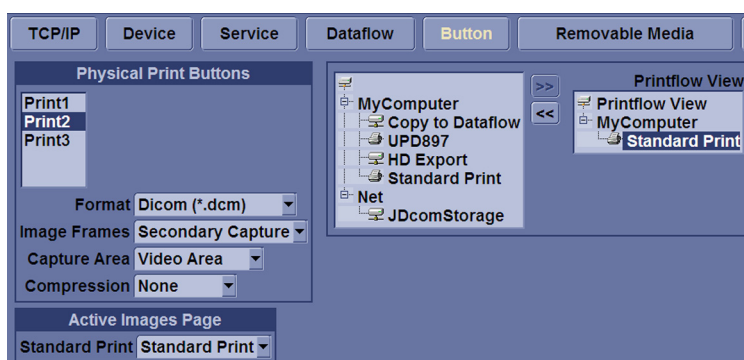 TCP/IP Device Service Dataflow Button Removable Media
Physical Print Buttons
Print1
Print2
Print3
Format Dicom (*.dcm)
Image Frames Secondary Capture
Capture Area Video Area
Compression None
Active Images Page
Standard Print Standard Print
MyComputer
Copy to Dataflow
UPD897
HD Export
Standard Print
Net
JDcomStorage
>>
<<
Printflow View
Printflow View
MyComputer
Standard Print